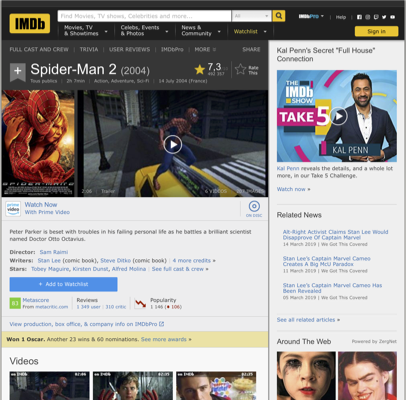 IMDb
Find Movies, TV shows, Celebrities and more...
All
Movies, TV
& Showtimes
Celebs, Events
& Photos
News &
Community
Watchlist
IMDbPro
Help
Sign in
FULL CAST AND CREW | TRIVIA | USER REVIEWS | IMDbPro | MORE
SHARE
Spider-Man 2 (2004)
7,3
Rate
This
Tous publics | 2h 7min | Action, Adventure, Sci-Fi | 14 July 2004 (France)
2:06
Watch Now
With Prime Video
prime video
ON DISC
Peter Parker is beset with troubles in his failing personal life as he battles a brilliant scientist
named Doctor Otto Octavius.
Director: Sam Raimi
Writers: Stan Lee (comic book), Steve Ditko (comic book) | 4 more credits »
Stars: Tobey Maguire, Kirsten Dunst, Alfred Molina | See full cast & crew »
+ Add to Watchlist
83
Metascore
From metacritic.com
Reviews
1 349 user | 310 critic
Popularity
1 146
View production, box office, & company info on IMDbPro
Won 1 Oscar. Another 23 wins & 60 nominations. See more awards »
Videos
Kal Penn's Secret "Full House"
Connection
THE IMDb SHOW
TAKE 5
KAL PENN
Kal Penn reveals the details, and a whole lot
more, in our Take 5 Challenge.
Watch now »
Related News
Alt-Right Activist Claims Stan Lee Would
Disapprove Of Captain Marvel
14 March 2019 | We Got This Covered
Stan Lee's Captain Marvel Cameo
Creates A Big MCU Paradox
11 March 2019 | We Got This Covered
Stan Lee's Captain Marvel Cameo Has
Been Revealed
05 March 2019 | We Got This Covered
See all related articles »
Around The Web
Powered by ZergNet